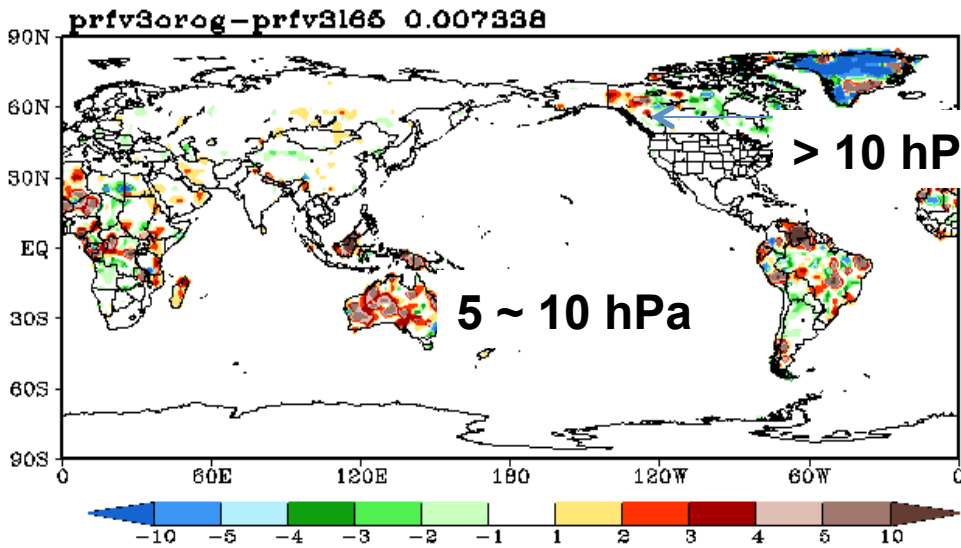 prfv3orog-prfv3l65 0.007338
90N
60N
> 10 hP
30N
EQ
5 ~ 10 hPa
30S
60S
90S
0 60E 120E 180 120W 60W 0
-10 -5 -4 -3 -2 -1 1 2 3 4 5 10